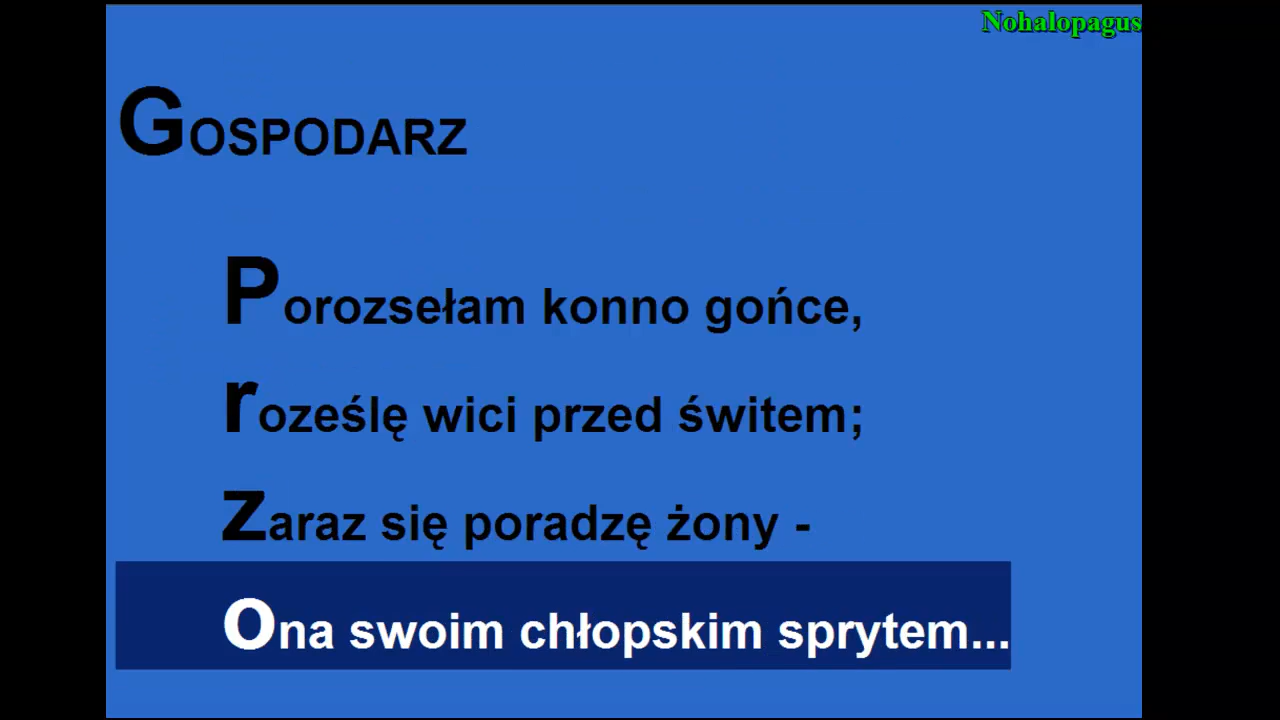 Nohalopagus
GOSPODARZ
Porozsełam konno gońce,
roześlę wici przed świtem;
zaraz się poradzę żony -
ona swoim chłopskim sprytem...